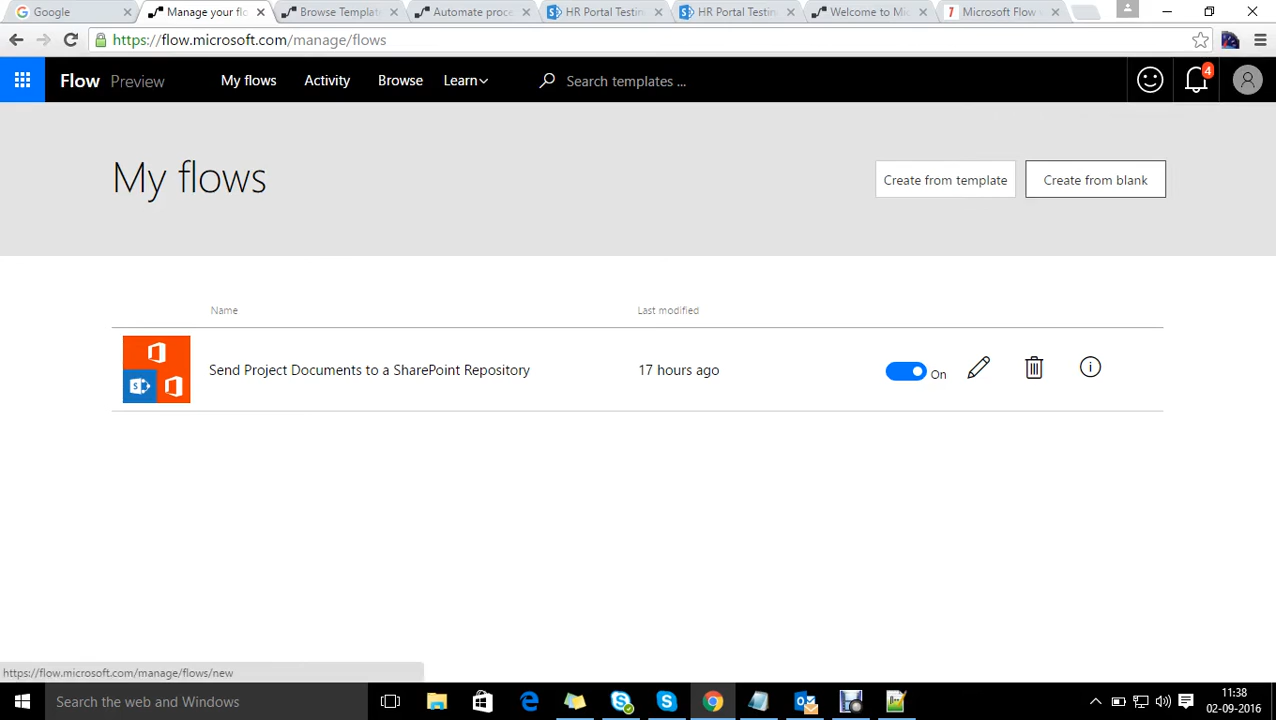 Google
Manage your flo
Browse Templat
Automate proce
HR Portal Testin
HR Portal Testin
Welcome to Mic
Microsoft Flow
https://flow.microsoft.com/manage/flows
Flow Preview My flows Activity Browse Learn Search templates ... 4
My flows
Create from template
Create from blank
Name Last modified
Send Project Documents to a SharePoint Repository 17 hours ago On
https://flow.microsoft.com/manage/flows/new
Search the web and Windows
11:38
02-09-2016